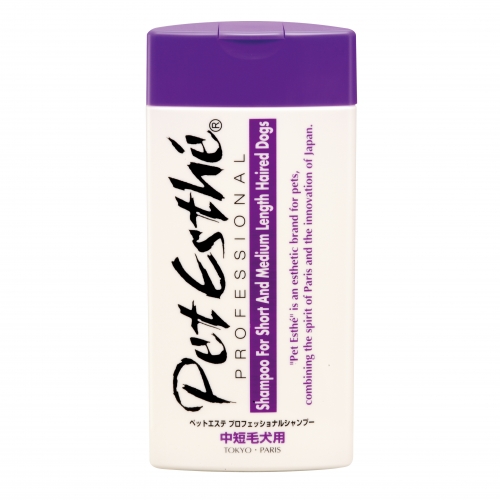 Pet Esthé®
PROFESSIONAL
Shampoo For Short And Medium Length Haired Dogs
"Pet Esthé" is an esthetic brand for pets,
combining the spirit of Paris and the innovation of Japan.
ペットエステ プロフェッショナルシャンプー
中短毛犬用
TOKYO・PARIS